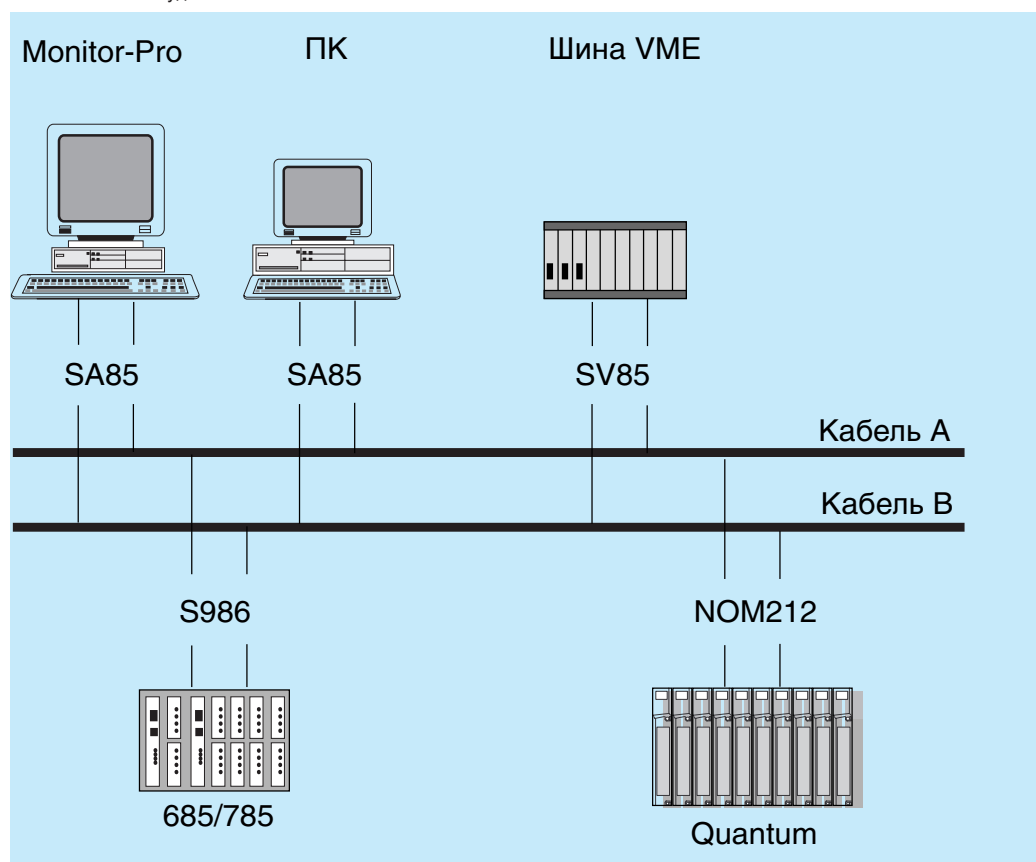 Monitor-Pro
ПК
Шина VME
SA85
SA85
SV85
Кабель A
Кабель B
S986
NOM212
685/785
Quantum